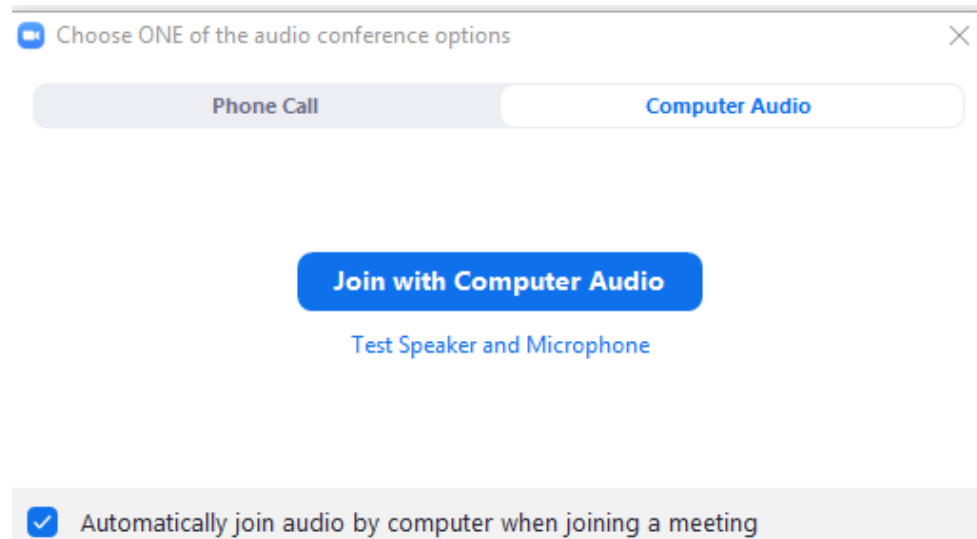 Choose ONE of the audio conference options
Phone Call Computer Audio
Join with Computer Audio
Test Speaker and Microphone
Automatically join audio by computer when joining a meeting